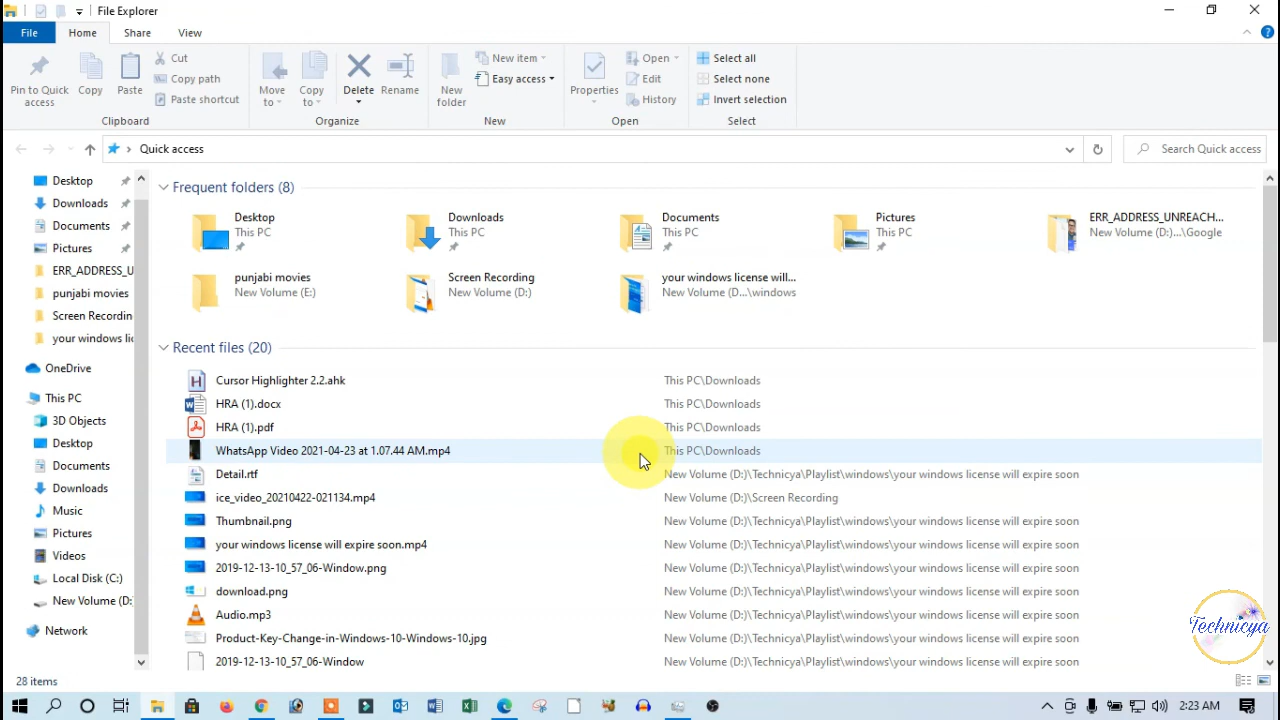 File Explorer
File Home Share View
Pin to Quick access
Copy
Paste
Cut
Copy path
Paste shortcut
Clipboard
Move to
Copy to
Delete
Rename
Organize
New folder
New item
Easy access
New
Properties
Open
Edit
History
Open
Select all
Select none
Invert selection
Select
Quick access
Search Quick access
Desktop
Downloads
Documents
Pictures
ERR_ADDRESS_U
punjabi movies
Screen Recordin
your windows lic
OneDrive
This PC
3D Objects
Desktop
Documents
Downloads
Music
Pictures
Videos
Local Disk (C:)
New Volume (D:
Network
Frequent folders (8)
Desktop
This PC
Downloads
This PC
Documents
This PC
Pictures
This PC
ERR_ADDRESS_UNREACH...
New Volume (D:)...\Google
punjabi movies
New Volume (E:)
Screen Recording
New Volume (D:)
your windows license will...
New Volume (D...\windows
Recent files (20)
Cursor Highlighter 2.2.ahk This PC\Downloads
HRA (1).docx This PC\Downloads
HRA (1).pdf This PC\Downloads
WhatsApp Video 2021-04-23 at 1.07.44 AM.mp4 This PC\Downloads
Detail.rtf New Volume (D:)\Technicya\Playlist\windows\your windows license will expire soon
ice_video_20210422-021134.mp4 New Volume (D:)\Screen Recording
Thumbnail.png New Volume (D:)\Technicya\Playlist\windows\your windows license will expire soon
your windows license will expire soon.mp4 New Volume (D:)\Technicya\Playlist\windows\your windows license will expire soon
2019-12-13-10_57_06-Window.png New Volume (D:)\Technicya\Playlist\windows\your windows license will expire soon
download.png New Volume (D:)\Technicya\Playlist\windows\your windows license will expire soon
Audio.mp3 New Volume (D:)\Technicya\Playlist\windows\your windows license will expire soon
Product-Key-Change-in-Windows-10-Windows-10.jpg New Volume (D:)\Technicya\Playlist\windows\your windows license will expire soon
2019-12-13-10_57_06-Window New Volume (D:)\Technicya\Playlist\windows\your windows license will expire soon
Technicya
28 items
2:23 AM